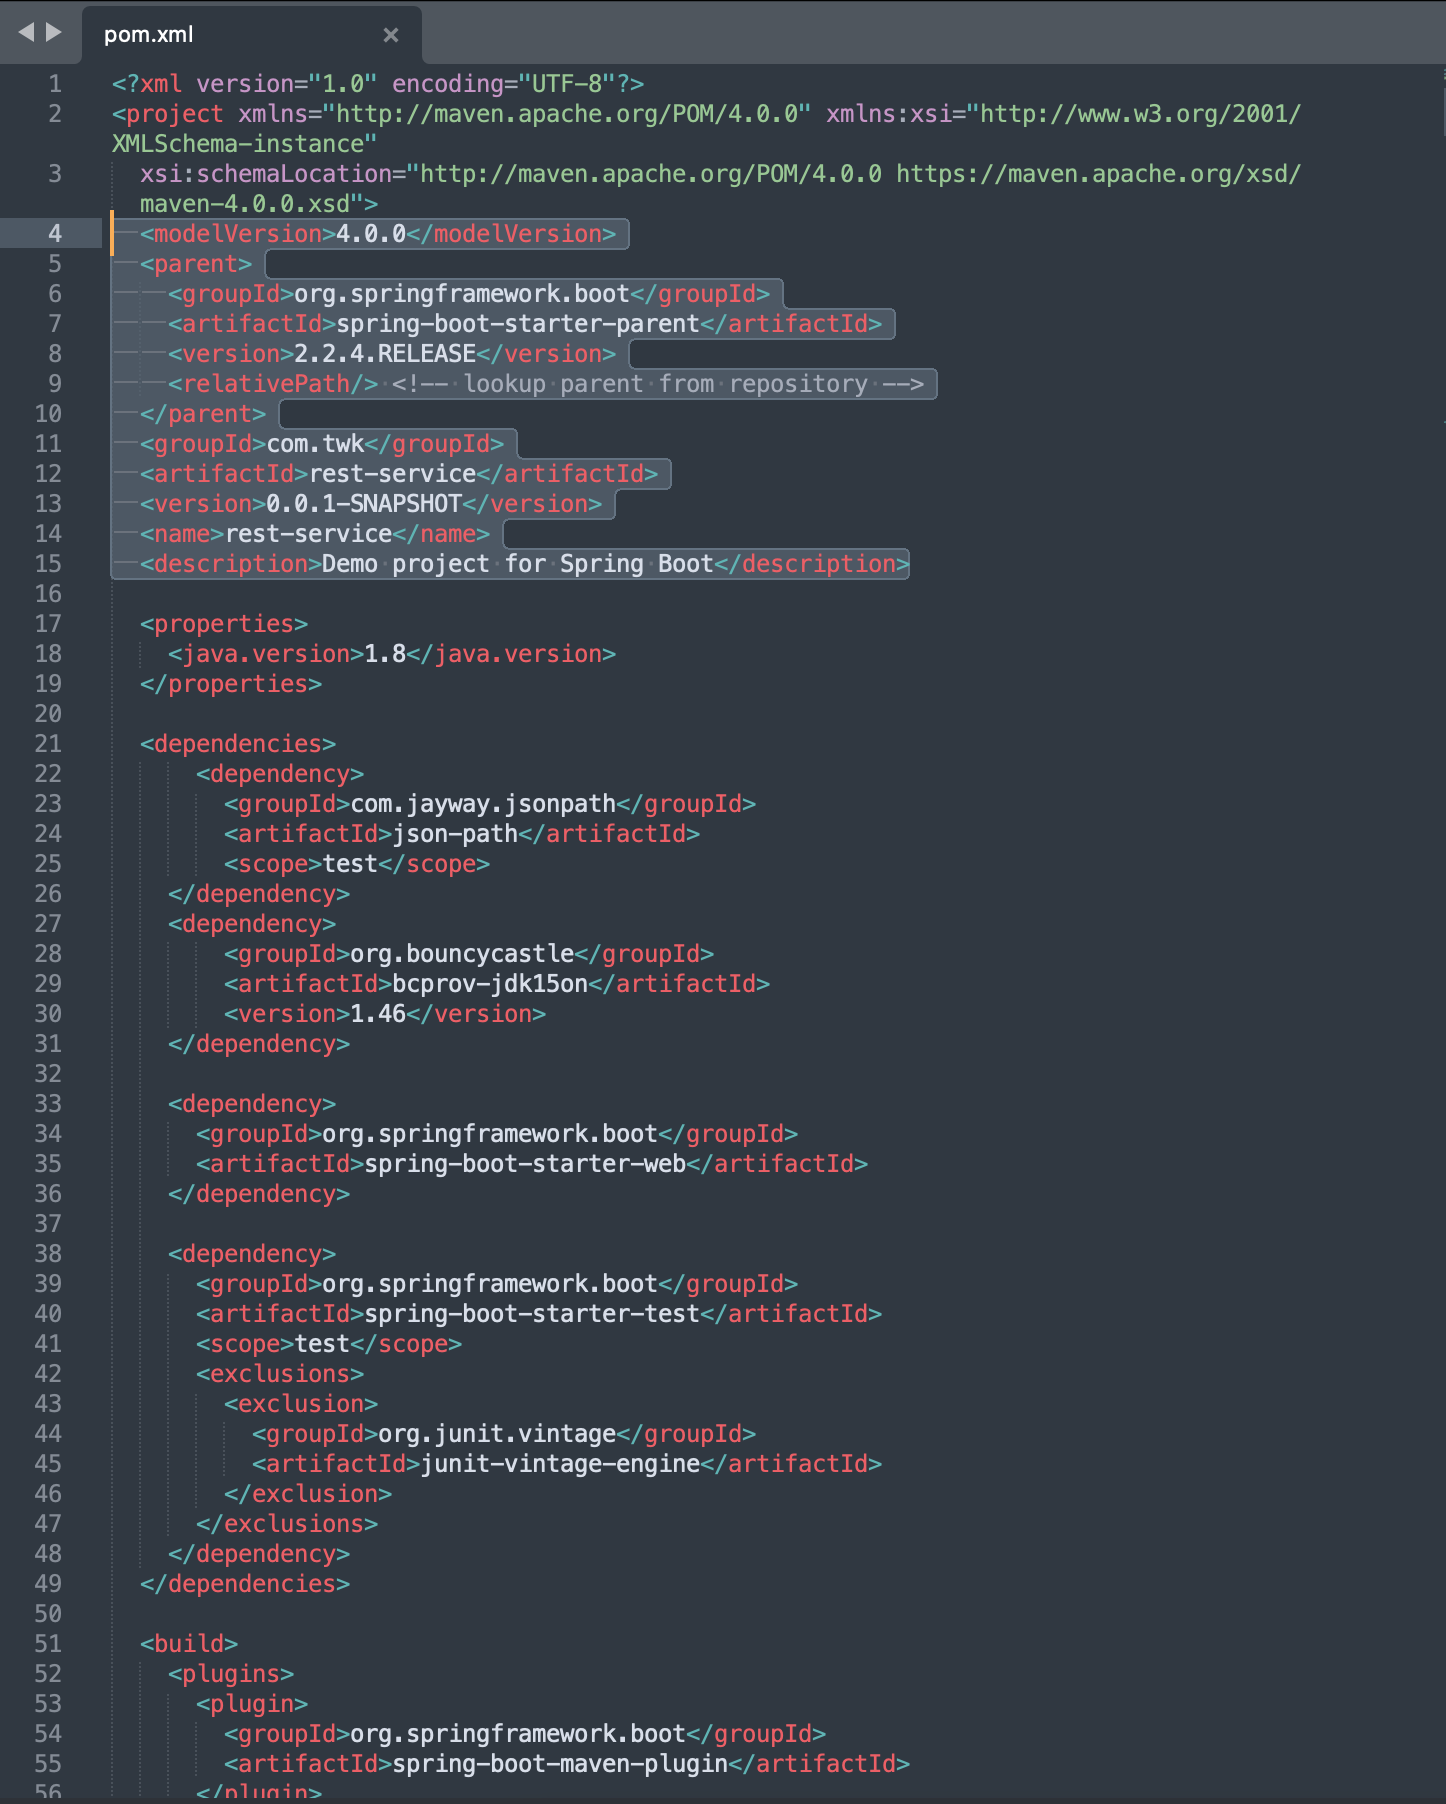 pom.xml
1 <?xml version="1.0" encoding="UTF-8"?>
2 <project xmlns="http://maven.apache.org/POM/4.0.0" xmlns:xsi="http://www.w3.org/2001/
XMLSchema-instance"
3 xsi:schemaLocation="http://maven.apache.org/POM/4.0.0 https://maven.apache.org/xsd/
maven-4.0.0.xsd">
4 <modelVersion>4.0.0</modelVersion>
5 <parent>
6 <groupId>org.springframework.boot</groupId>
7 <artifactId>spring-boot-starter-parent</artifactId>
8 <version>2.2.4.RELEASE</version>
9 <relativePath/> <!-- lookup parent from repository -->
10 </parent>
11 <groupId>com.twk</groupId>
12 <artifactId>rest-service</artifactId>
13 <version>0.0.1-SNAPSHOT</version>
14 <name>rest-service</name>
15 <description>Demo project for Spring Boot</description>
16
17 <properties>
18 <java.version>1.8</java.version>
19 </properties>
20
21 <dependencies>
22 <dependency>
23 <groupId>com.jayway.jsonpath</groupId>
24 <artifactId>json-path</artifactId>
25 <scope>test</scope>
26 </dependency>
27 <dependency>
28 <groupId>org.bouncycastle</groupId>
29 <artifactId>bcprov-jdk15on</artifactId>
30 <version>1.46</version>
31 </dependency>
32
33 <dependency>
34 <groupId>org.springframework.boot</groupId>
35 <artifactId>spring-boot-starter-web</artifactId>
36 </dependency>
37
38 <dependency>
39 <groupId>org.springframework.boot</groupId>
40 <artifactId>spring-boot-starter-test</artifactId>
41 <scope>test</scope>
42 <exclusions>
43 <exclusion>
44 <groupId>org.junit.vintage</groupId>
45 <artifactId>junit-vintage-engine</artifactId>
46 </exclusion>
47 </exclusions>
48 </dependency>
49 </dependencies>
50
51 <build>
52 <plugins>
53 <plugin>
54 <groupId>org.springframework.boot</groupId>
55 <artifactId>spring-boot-maven-plugin</artifactId>
56 </plugin>